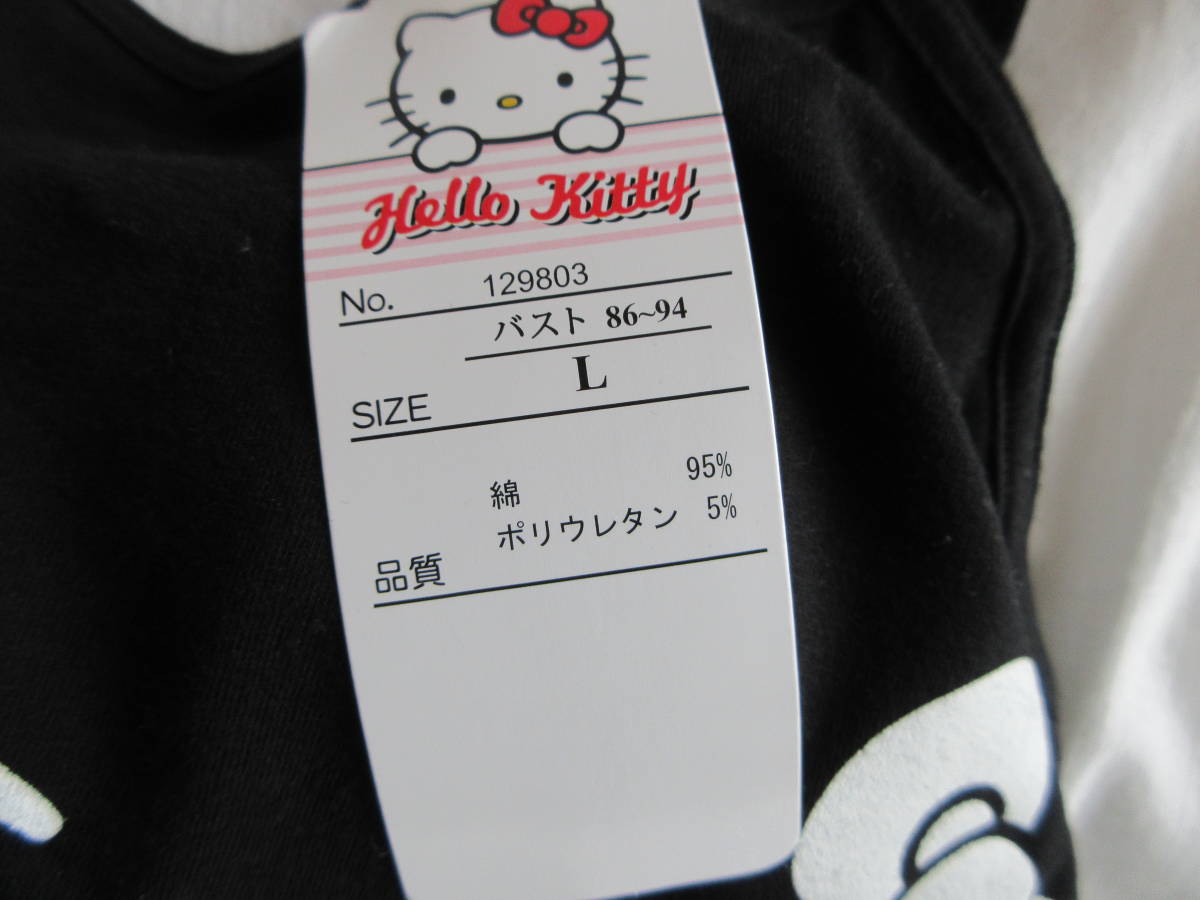 Hello Kitty
No. 129803
バスト 86~94
SIZE L
綿 95%
ポリウレタン 5%
品質